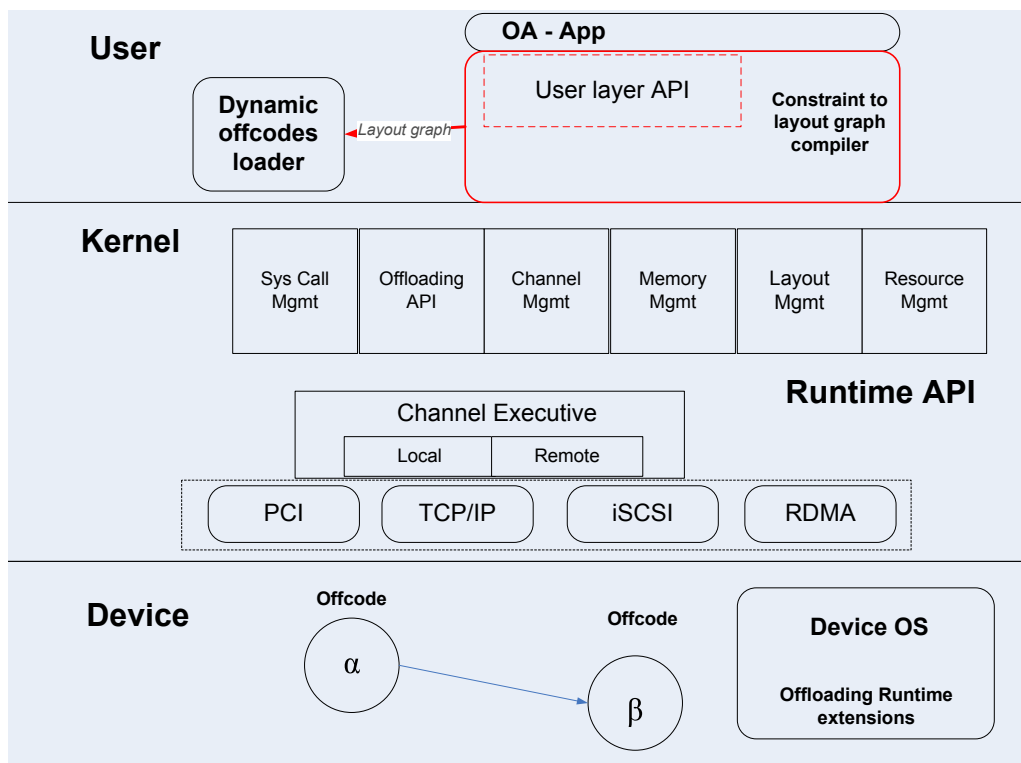 User
OA - App
User layer API
Constraint to
layout graph
compiler
Dynamic
offcodes
loader
Layout graph
Kernel
Sys Call
Mgmt
Offloading
API
Channel
Mgmt
Memory
Mgmt
Layout
Mgmt
Resource
Mgmt
Runtime API
Channel Executive
Local
Remote
PCI
TCP/IP
iSCSI
RDMA
Device
Offcode
α
Offcode
β
Device OS
Offloading Runtime
extensions